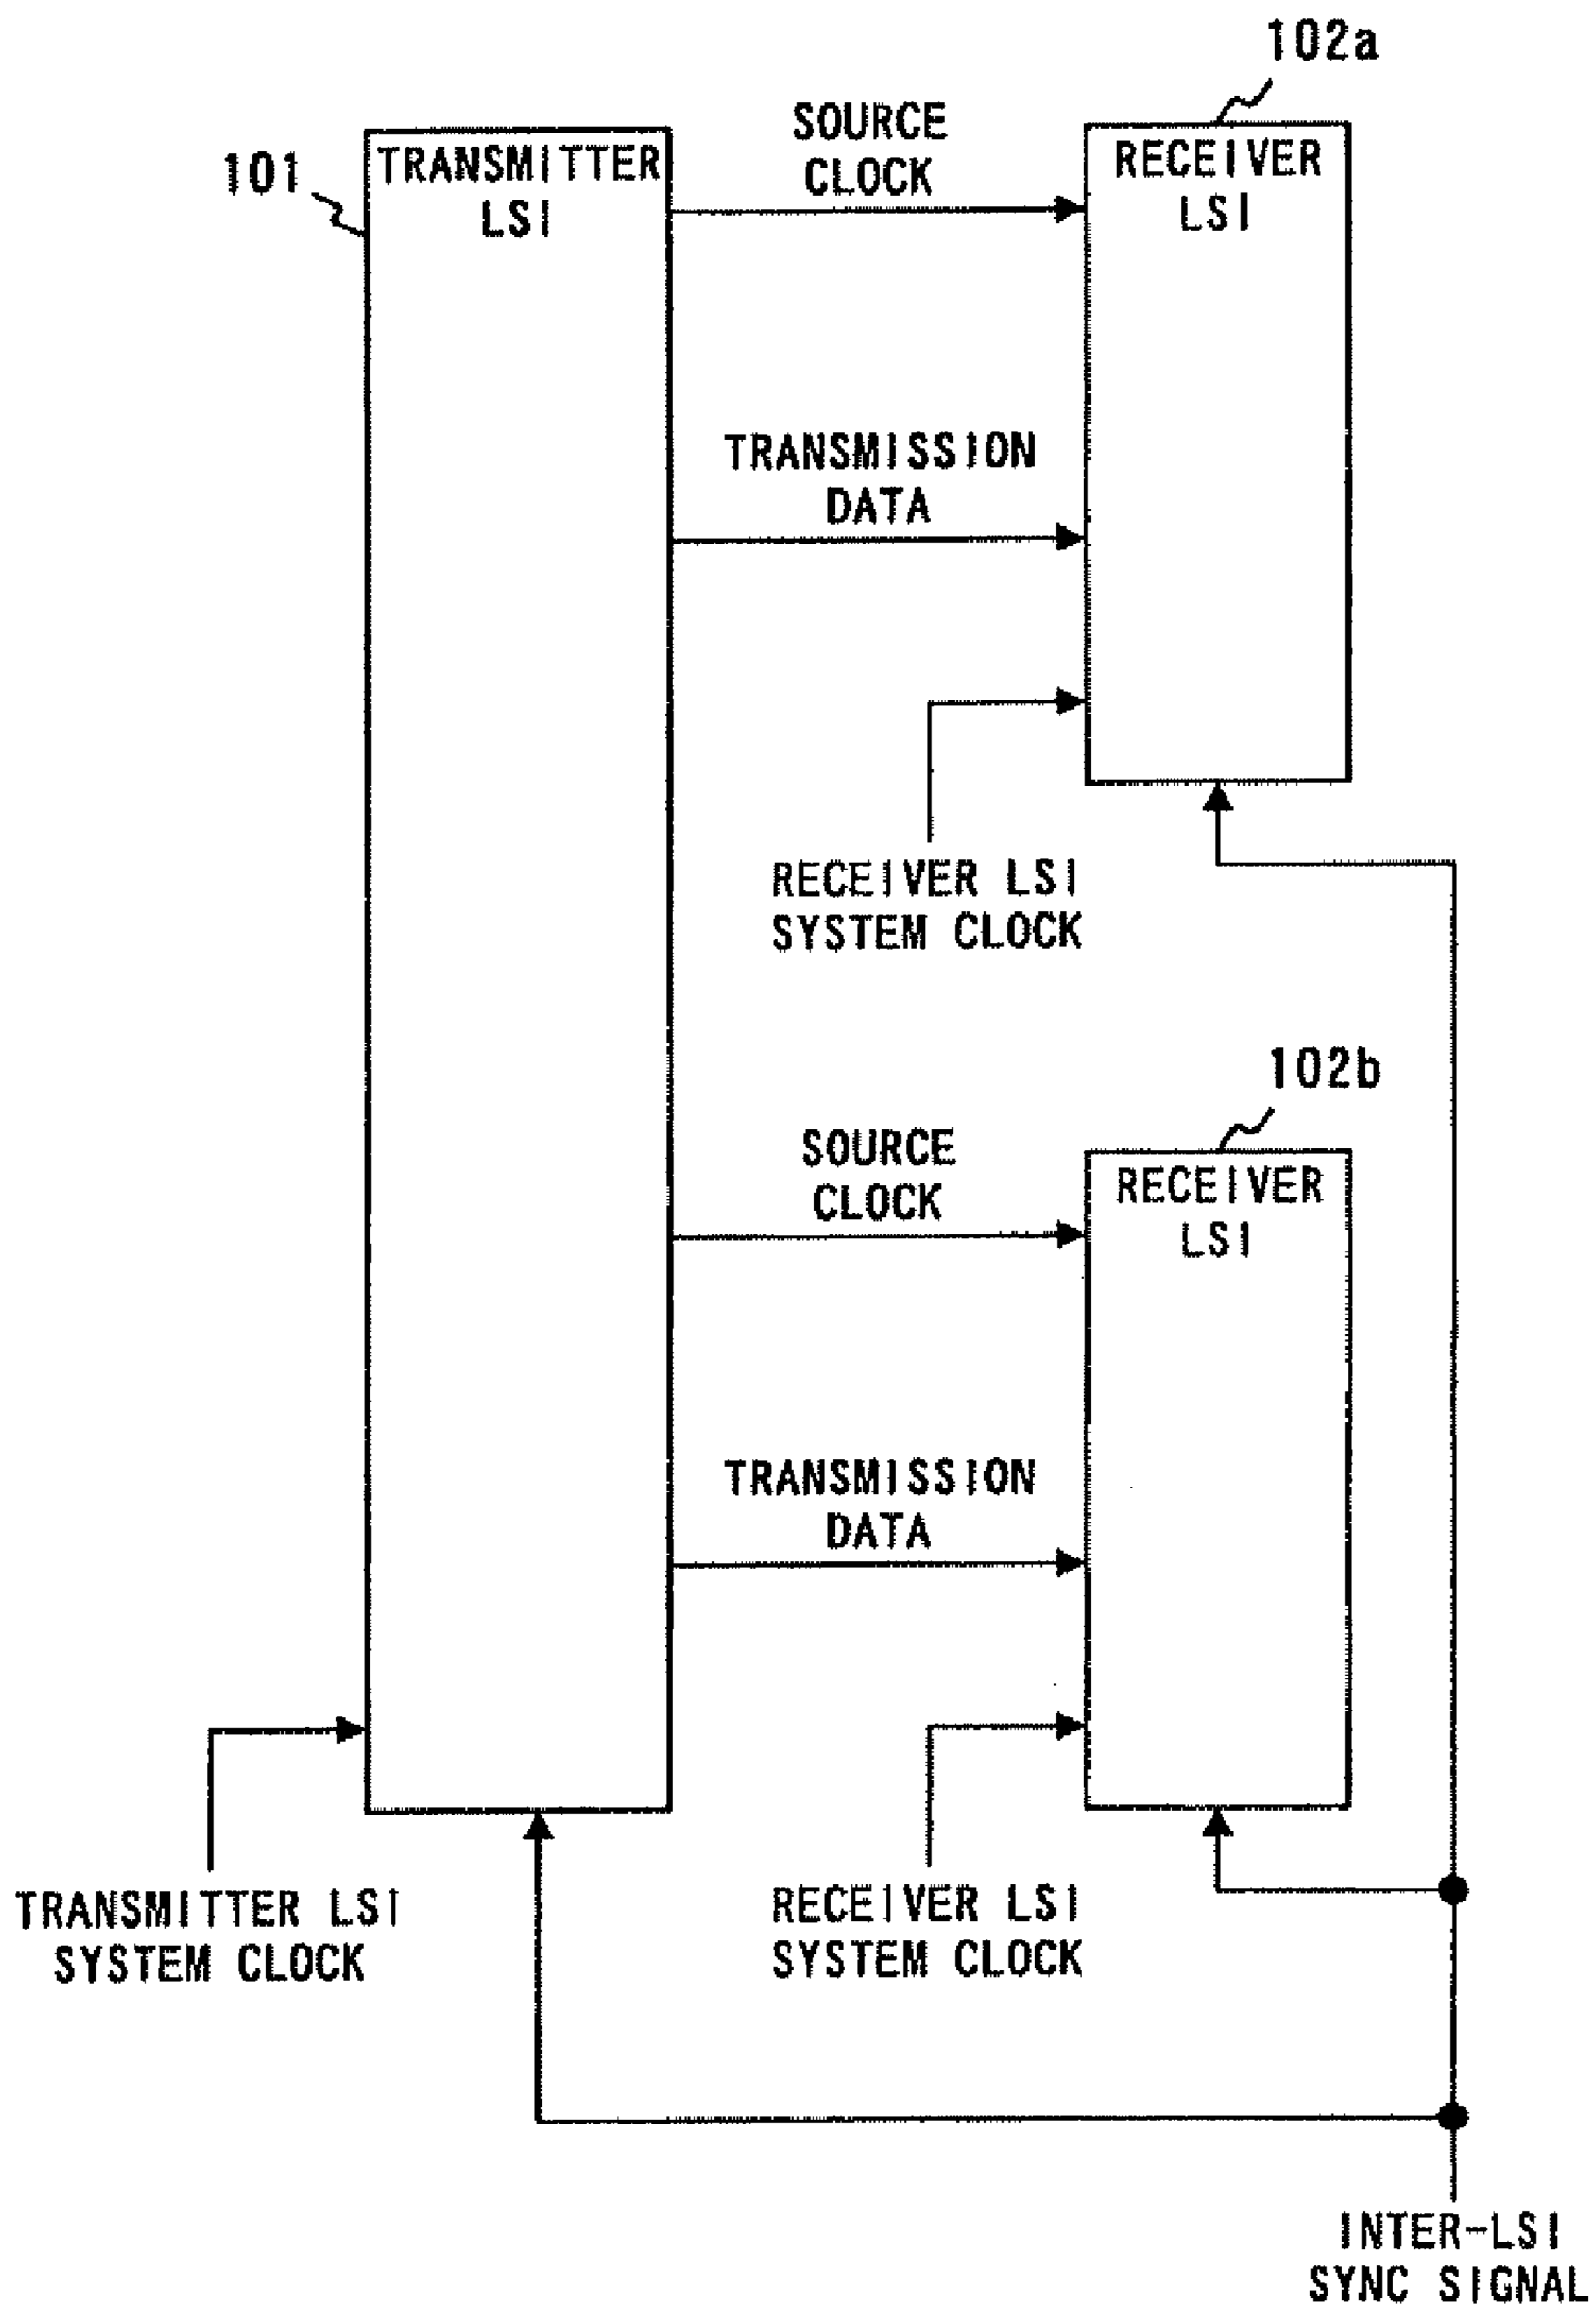 102a
101
TRANSMITTER
LSI
SOURCE
CLOCK
RECEIVER
LSI
TRANSMISSION
DATA
RECEIVER LSI
SYSTEM CLOCK
102b
SOURCE
CLOCK
RECEIVER
LSI
TRANSMISSION
DATA
TRANSMITTER LSI
SYSTEM CLOCK
RECEIVER LSI
SYSTEM CLOCK
INTER-LSI
SYNC SIGNAL